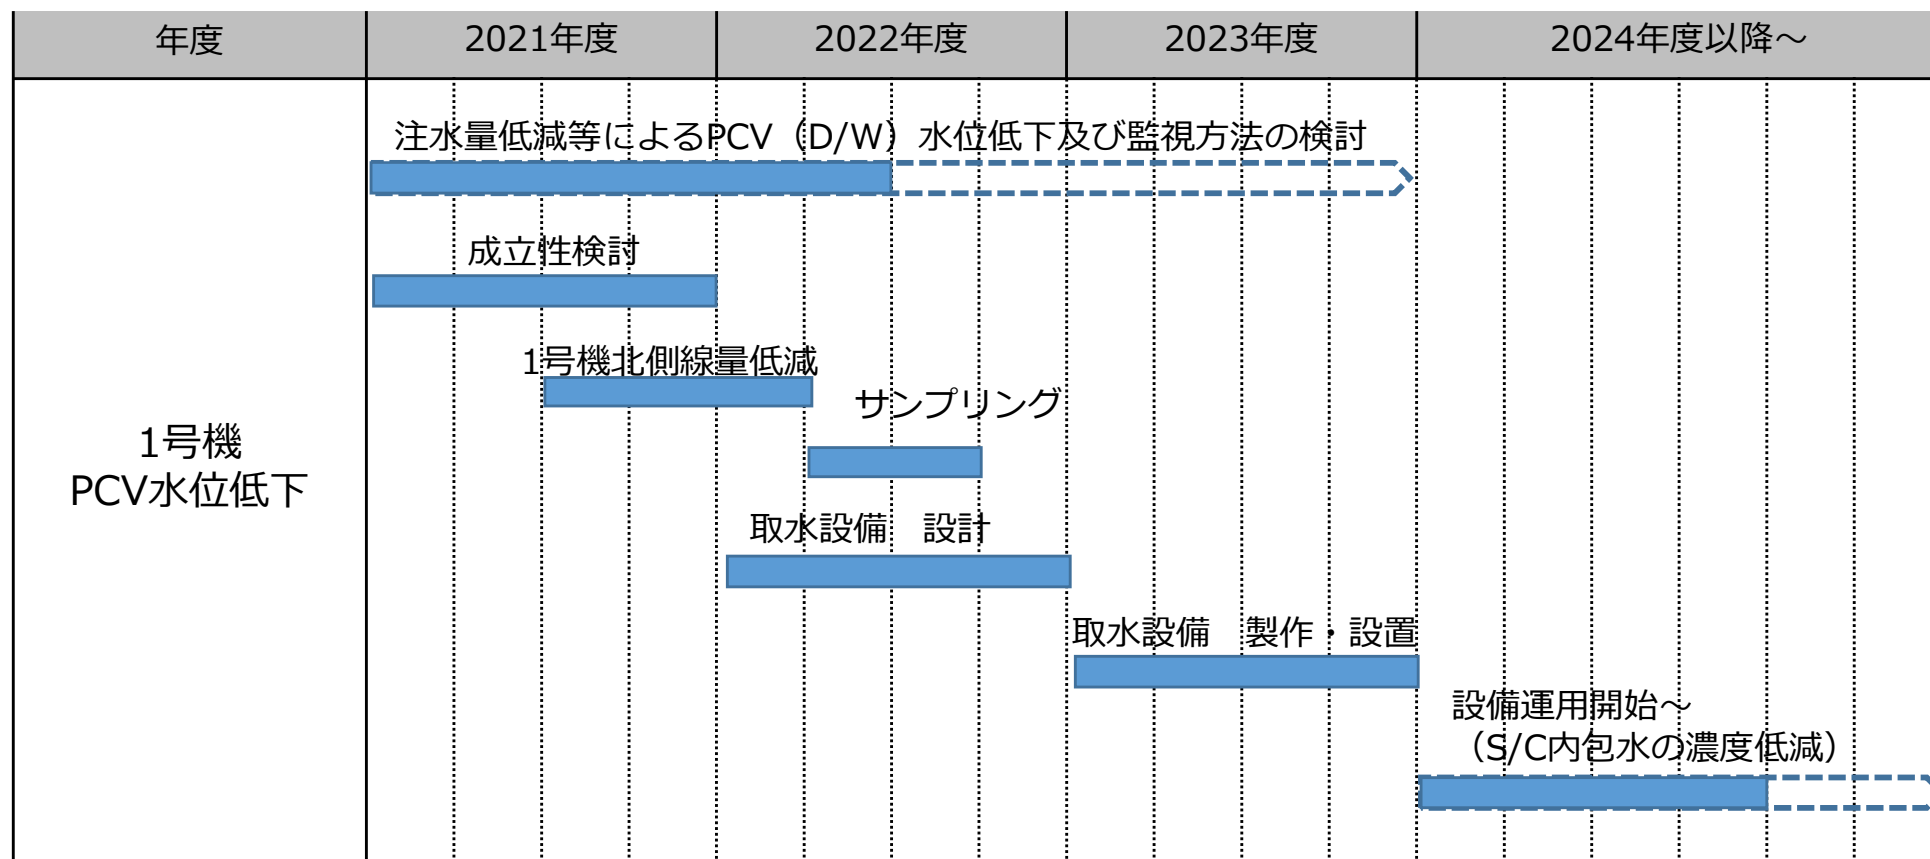 年度
2021年度
2022年度
2023年度
2024年度以降～
注水量低減等によるPCV（D/W）水位低下及び監視方法の検討
成立性検討
1号機北側線量低減
サンプリング
1号機
PCV水位低下
取水設備　設計
取水設備　製作・設置
設備運用開始～
（S/C内包水の濃度低減）